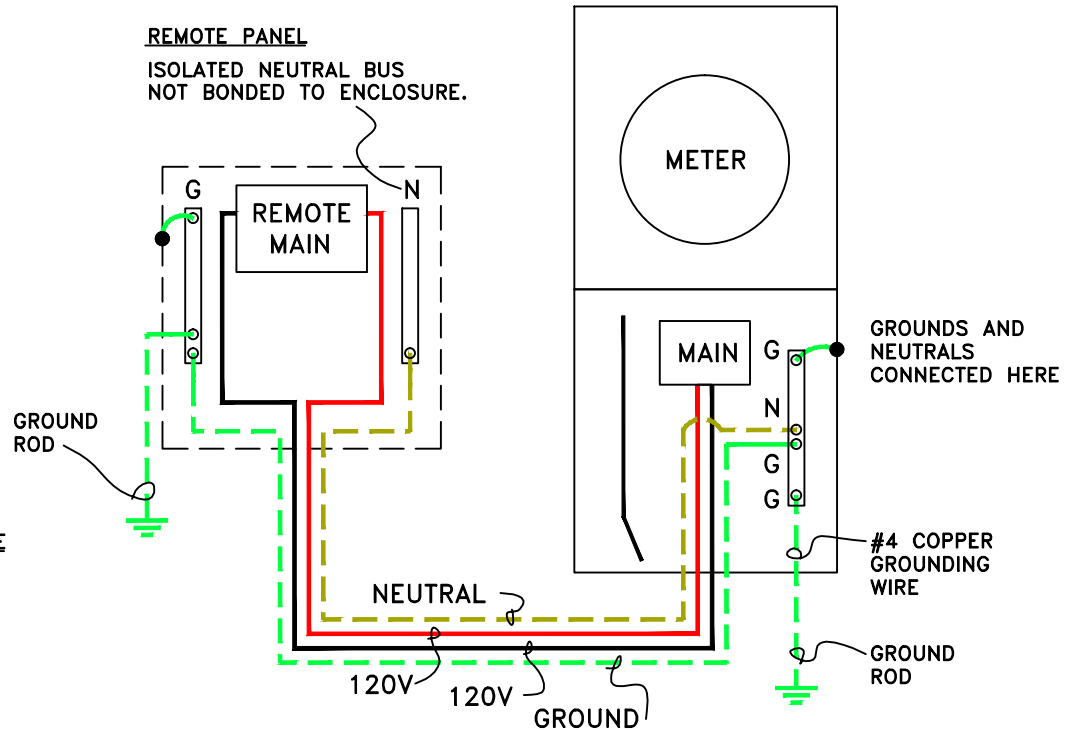 REMOTE PANEL
ISOLATED NEUTRAL BUS
NOT BONDED TO ENCLOSURE.
METER
G
N
REMOTE
MAIN
MAIN
G
GROUNDS AND
NEUTRALS
CONNECTED HERE
N
GROUND
ROD
G
G
E
#4 COPPER
GROUNDING
WIRE
NEUTRAL
GROUND
ROD
120V
120V
GROUND